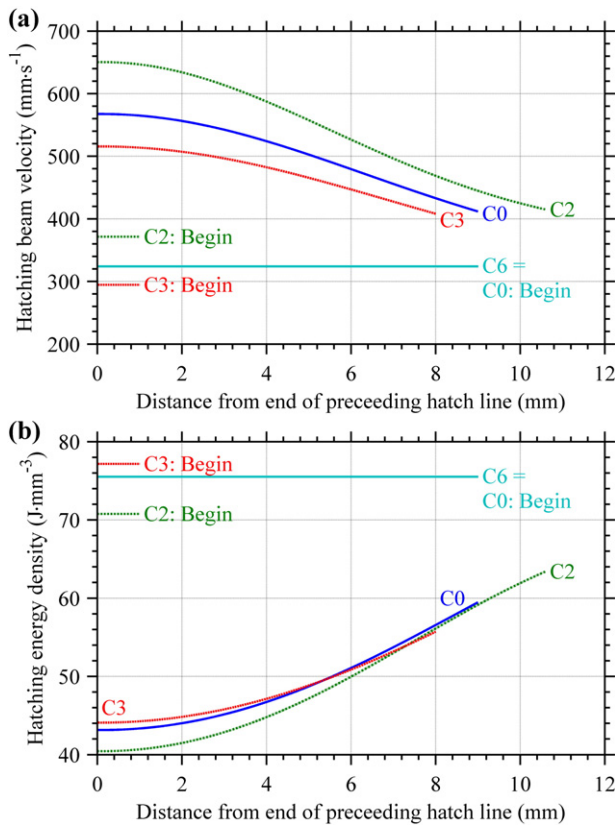 (a)
Hatching beam velocity (mm·s⁻¹)
700
600
500
400
300
200
C2
C0
C3
C2: Begin
C6 =
C0: Begin
C3: Begin
0 2 4 6 8 10 12
Distance from end of preceeding hatch line (mm)
(b)
Hatching energy density (J·mm⁻³)
80
70
60
50
40
C3: Begin
C6 =
C0: Begin
C2: Begin
C0
C2
C3
0 2 4 6 8 10 12
Distance from end of preceeding hatch line (mm)